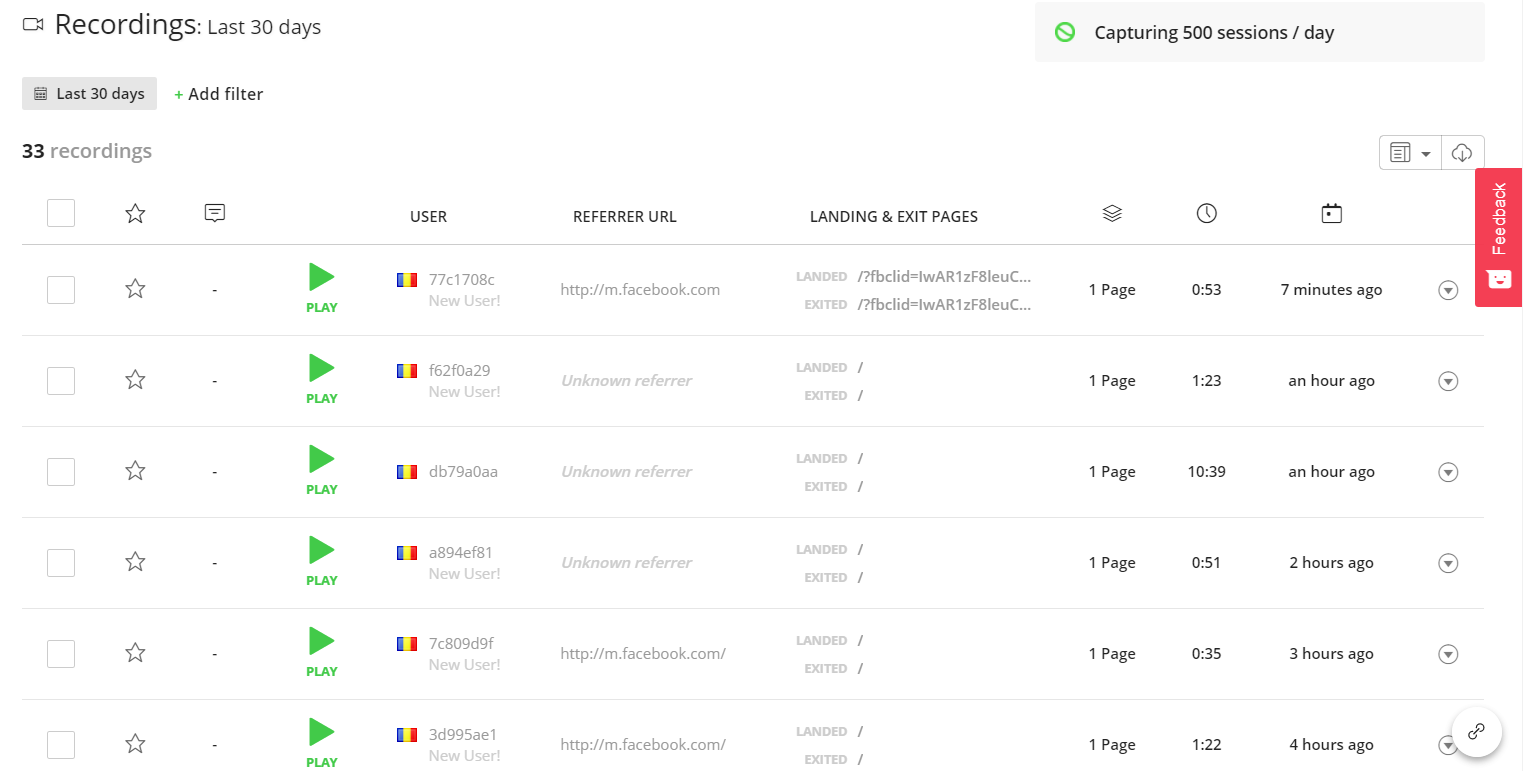 Recordings: Last 30 days
Capturing 500 sessions / day
Last 30 days
+ Add filter
33 recordings
Feedback
USER REFERRER URL LANDING & EXIT PAGES
PLAY
77c1708c
New User!
http://m.facebook.com
LANDED /?fbclid=IwAR1zF8leuC...
EXITED /?fbclid=IwAR1zF8leuC...
1 Page
0:53
7 minutes ago
PLAY
f62f0a29
New User!
Unknown referrer
LANDED /
EXITED /
1 Page
1:23
an hour ago
PLAY
db79a0aa
Unknown referrer
LANDED /
EXITED /
1 Page
10:39
an hour ago
PLAY
a894ef81
New User!
Unknown referrer
LANDED /
EXITED /
1 Page
0:51
2 hours ago
PLAY
7c809d9f
New User!
http://m.facebook.com/
LANDED /
EXITED /
1 Page
0:35
3 hours ago
PLAY
3d995ae1
New User!
http://m.facebook.com/
LANDED /
EXITED /
1 Page
1:22
4 hours ago